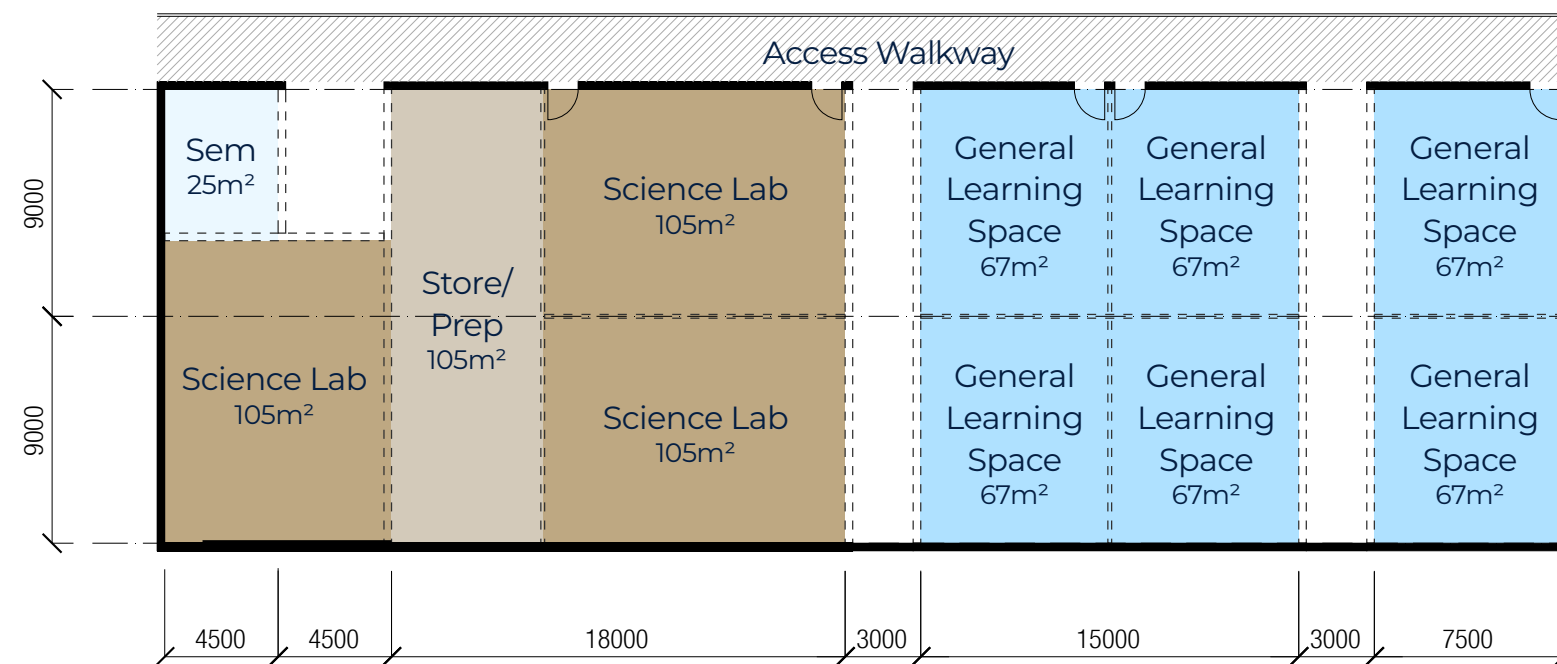 Access Walkway
Sem
25m²
Science Lab
105m²
Store/
Prep
105m²
Science Lab
105m²
Science Lab
105m²
General
Learning
Space
67m²
General
Learning
Space
67m²
General
Learning
Space
67m²
General
Learning
Space
67m²
General
Learning
Space
67m²
General
Learning
Space
67m²
9000
9000
4500
4500
18000
3000
15000
3000
7500